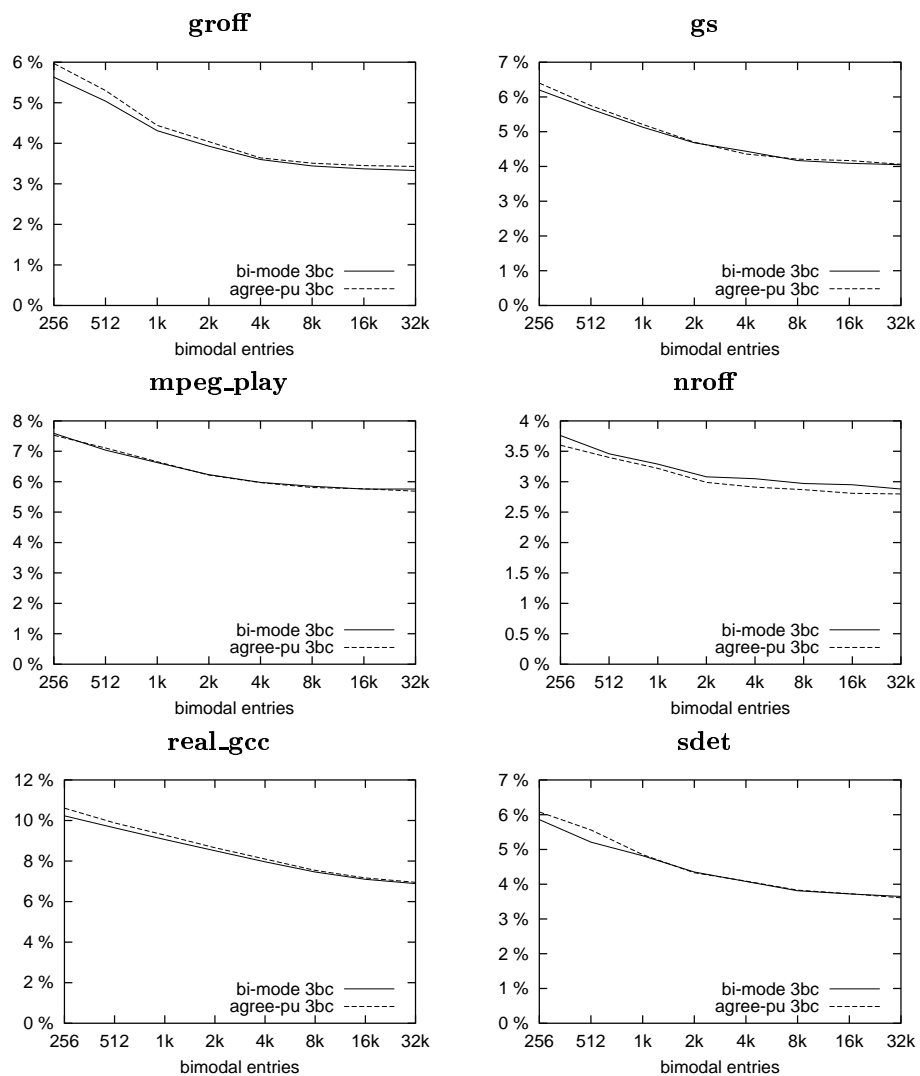 groff
6 %
5 %
4 %
3 %
2 %
1 %
0 %
bi-mode 3bc
agree-pu 3bc
256 512 1k 2k 4k 8k 16k 32k
bimodal entries
gs
7 %
6 %
5 %
4 %
3 %
2 %
1 %
0 %
bi-mode 3bc
agree-pu 3bc
256 512 1k 2k 4k 8k 16k 32k
bimodal entries
mpeg_play
8 %
7 %
6 %
5 %
4 %
3 %
2 %
1 %
0 %
bi-mode 3bc
agree-pu 3bc
256 512 1k 2k 4k 8k 16k 32k
bimodal entries
nroff
4 %
3.5 %
3 %
2.5 %
2 %
1.5 %
1 %
0.5 %
0 %
bi-mode 3bc
agree-pu 3bc
256 512 1k 2k 4k 8k 16k 32k
bimodal entries
real_gcc
12 %
10 %
8 %
6 %
4 %
2 %
0 %
bi-mode 3bc
agree-pu 3bc
256 512 1k 2k 4k 8k 16k 32k
bimodal entries
sdet
7 %
6 %
5 %
4 %
3 %
2 %
1 %
0 %
bi-mode 3bc
agree-pu 3bc
256 512 1k 2k 4k 8k 16k 32k
bimodal entries